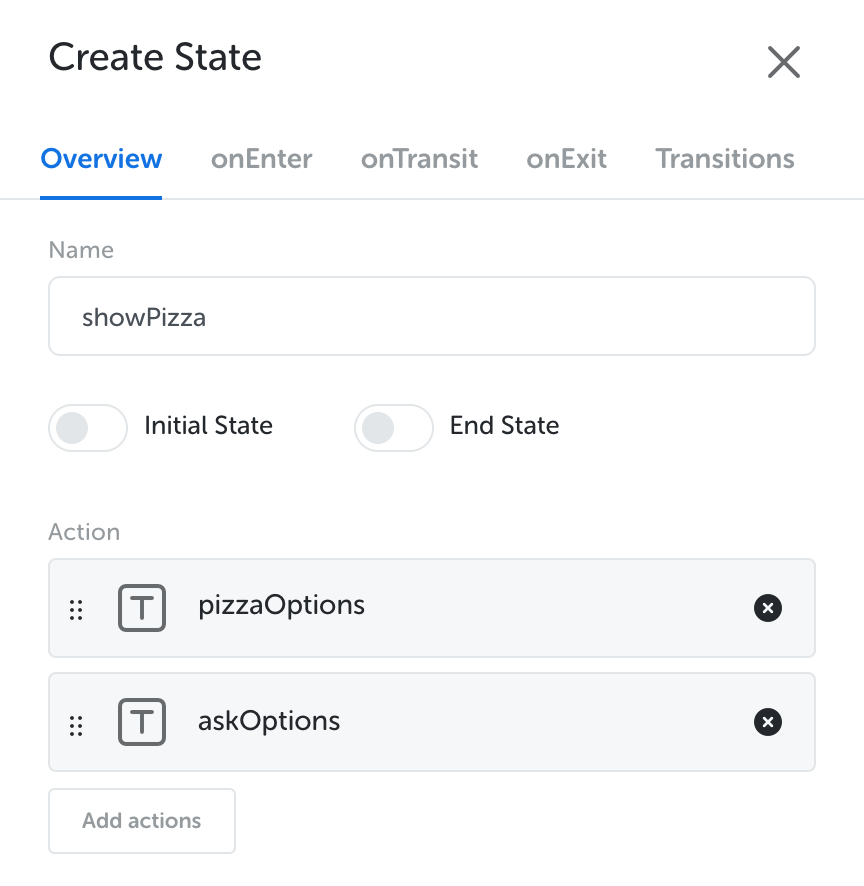 Create State
Overview onEnter onTransit onExit Transitions
Name
showPizza
Initial State End State
Action
T pizzaOptions
T askOptions
Add actions